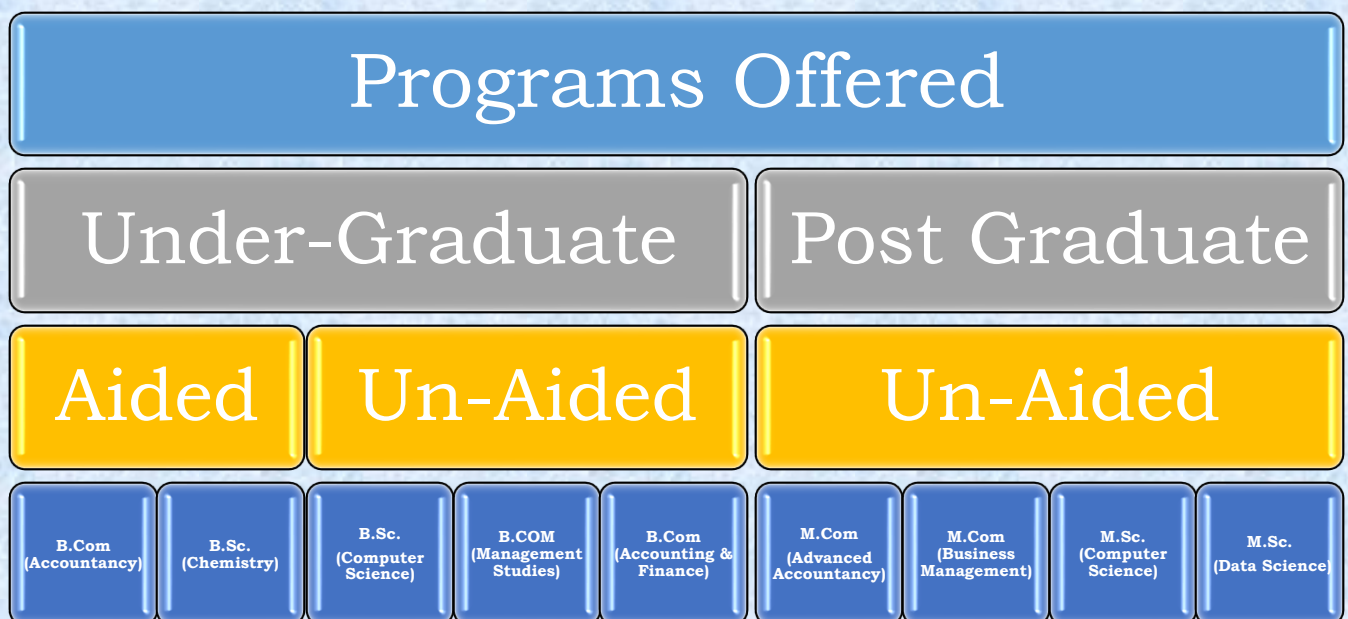 Programs Offered
Under-Graduate
Post Graduate
Aided
Un-Aided
Un-Aided
B.Com
(Accountancy)
B.Sc.
(Chemistry)
B.Sc.
(Computer
Science)
B.COM
(Management
Studies)
B.Com
(Accounting &
Finance)
M.Com
(Advanced
Accountancy)
M.Com
(Business
Management)
M.Sc.
(Computer
Science)
M.Sc.
(Data Science)